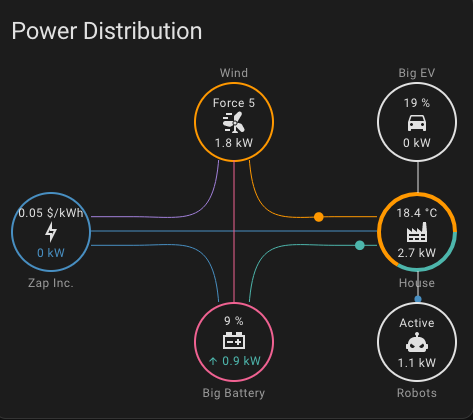 Power Distribution
Wind
Big EV
Force 5
1.8 kW
19 %
0 kW
0.05 $/kWh
0 kW
Zap Inc.
18.4 °C
2.7 kW
House
9 %
↑ 0.9 kW
Big Battery
Active
1.1 kW
Robots